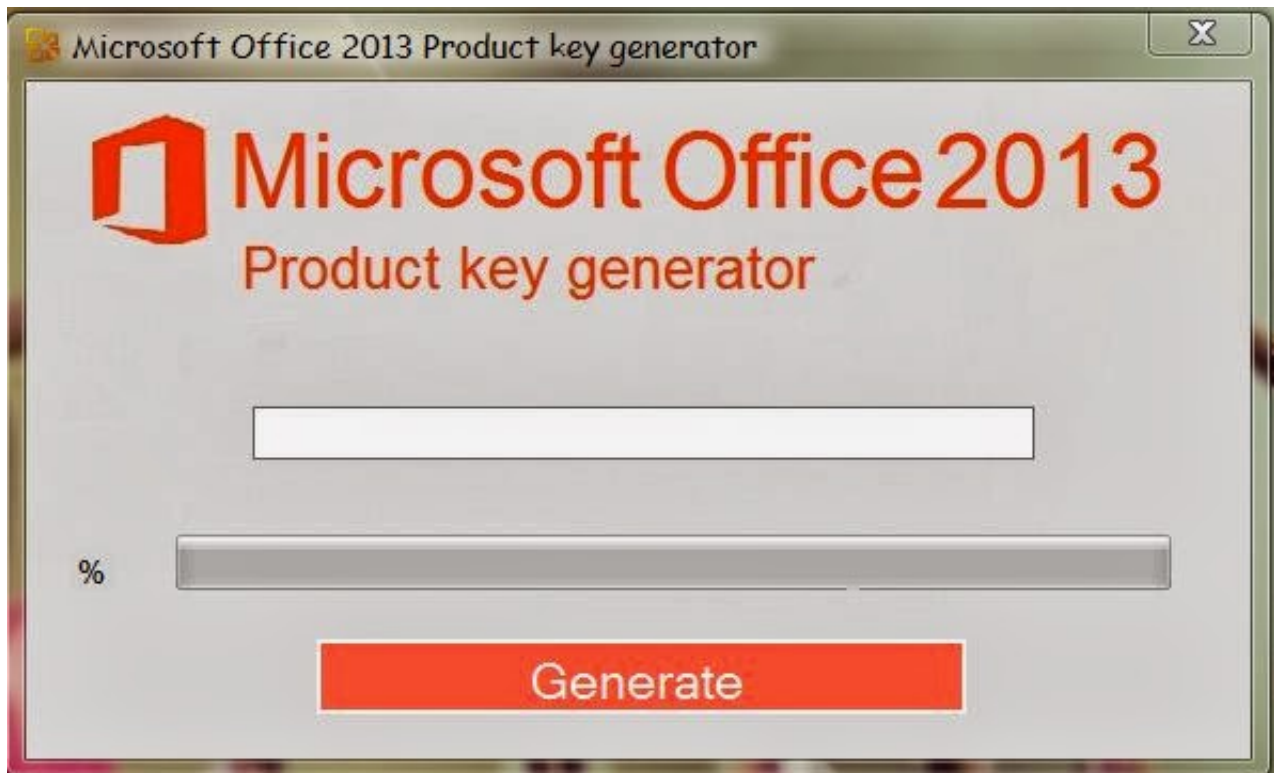 Microsoft Office 2013 Product key generator
X
Microsoft Office 2013
Product key generator
%
Generate